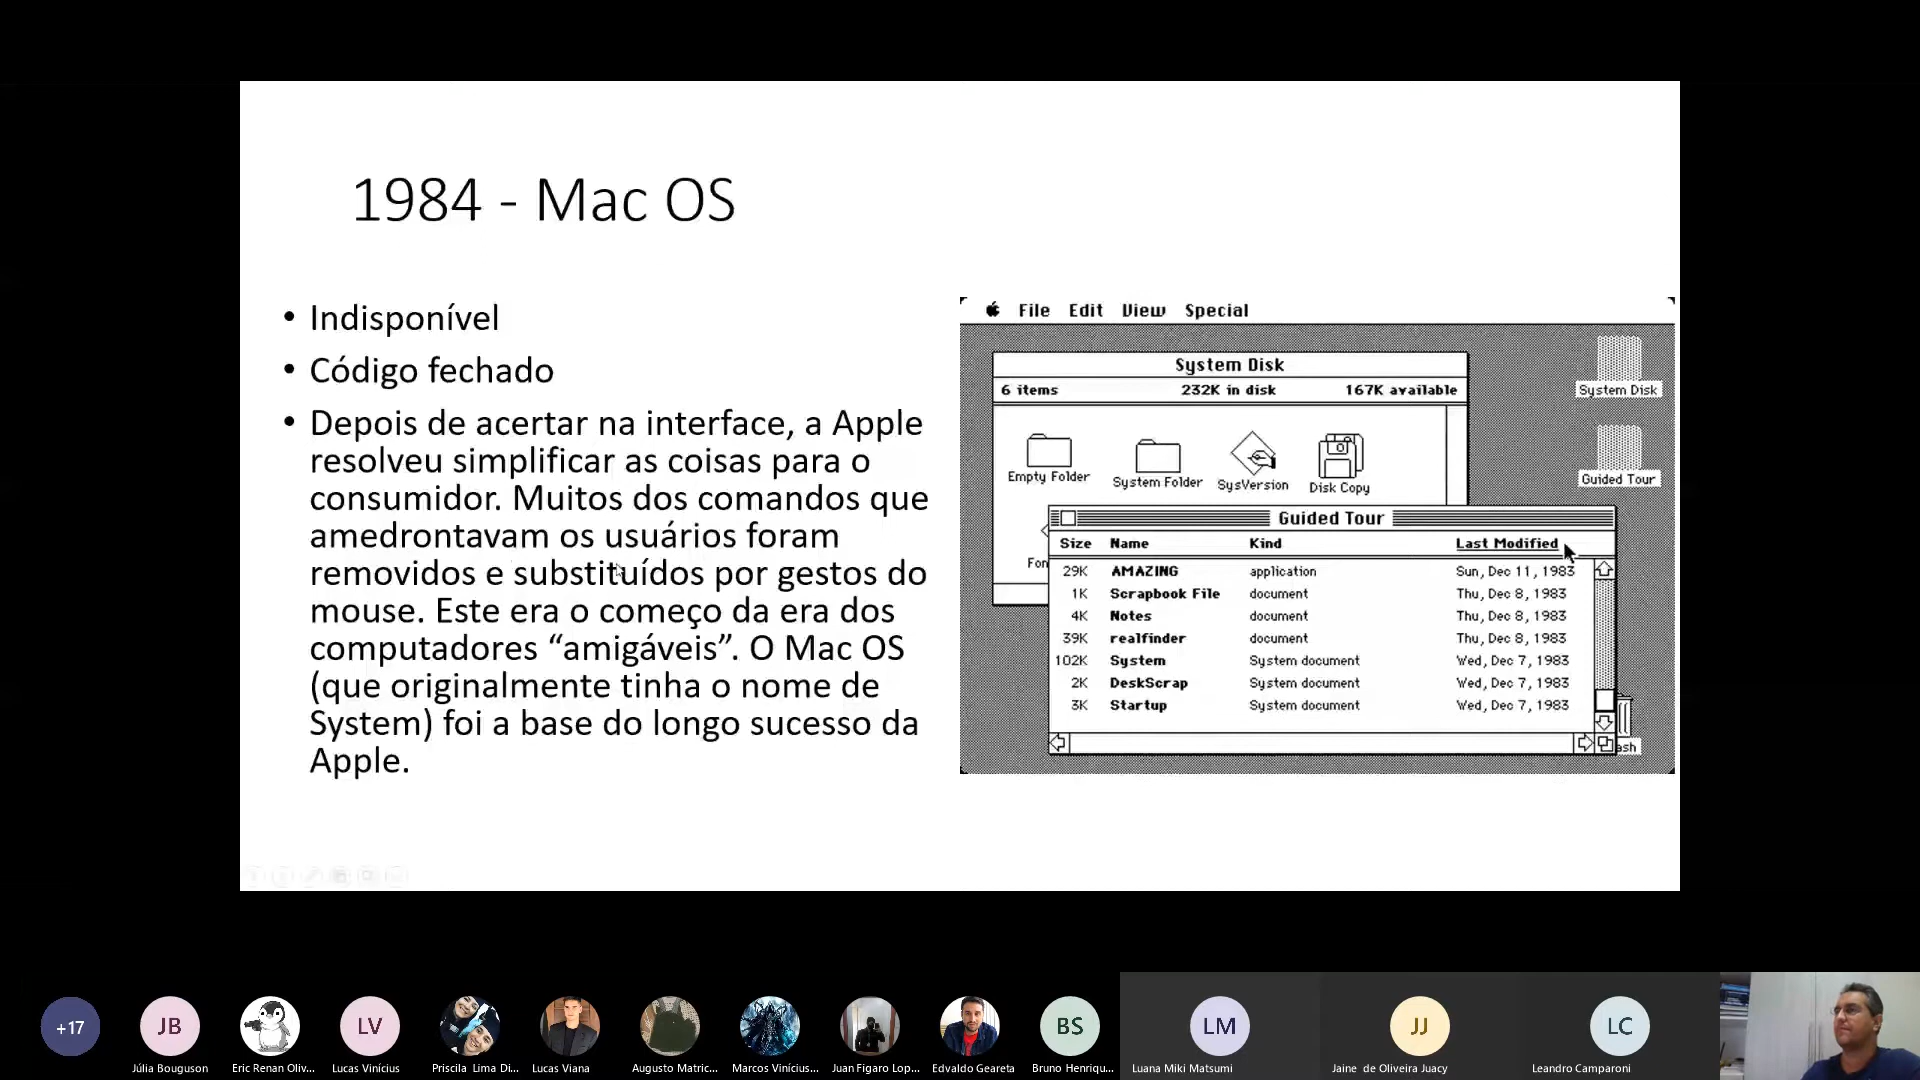 1984 - Mac OS
• Indisponível
• Código fechado
• Depois de acertar na interface, a Apple
resolveu simplificar as coisas para o
consumidor. Muitos dos comandos que
amedrontavam os usuários foram
removidos e substituídos por gestos do
mouse. Este era o começo da era dos
computadores “amigáveis”. O Mac OS
(que originalmente tinha o nome de
System) foi a base do longo sucesso da
Apple.
File Edit View Special
System Disk
6 items 232K in disk 167K available
Empty Folder System Folder SysVersion Disk Copy
Fon
System Disk
Guided Tour
Guided Tour
Size Name Kind Last Modified
29K AMAZING application Sun, Dec 11, 1983
1K Scrapbook File document Thu, Dec 8, 1983
4K Notes document Thu, Dec 8, 1983
39K realfinder document Thu, Dec 8, 1983
102K System System document Wed, Dec 7, 1983
2K DeskScrap System document Wed, Dec 7, 1983
3K Startup System document Wed, Dec 7, 1983
ash
+17 JB LV BS LM JJ LC
Júlia Bouguson Eric Renan Oliv... Lucas Vinícius Priscila Lima Di... Lucas Viana Augusto Matric... Marcos Vinícius... Juan Figaro Lop... Edvaldo Geareta Bruno Henriqu... Luana Miki Matsumi Jaine de Oliveira Juacy Leandro Camparoni